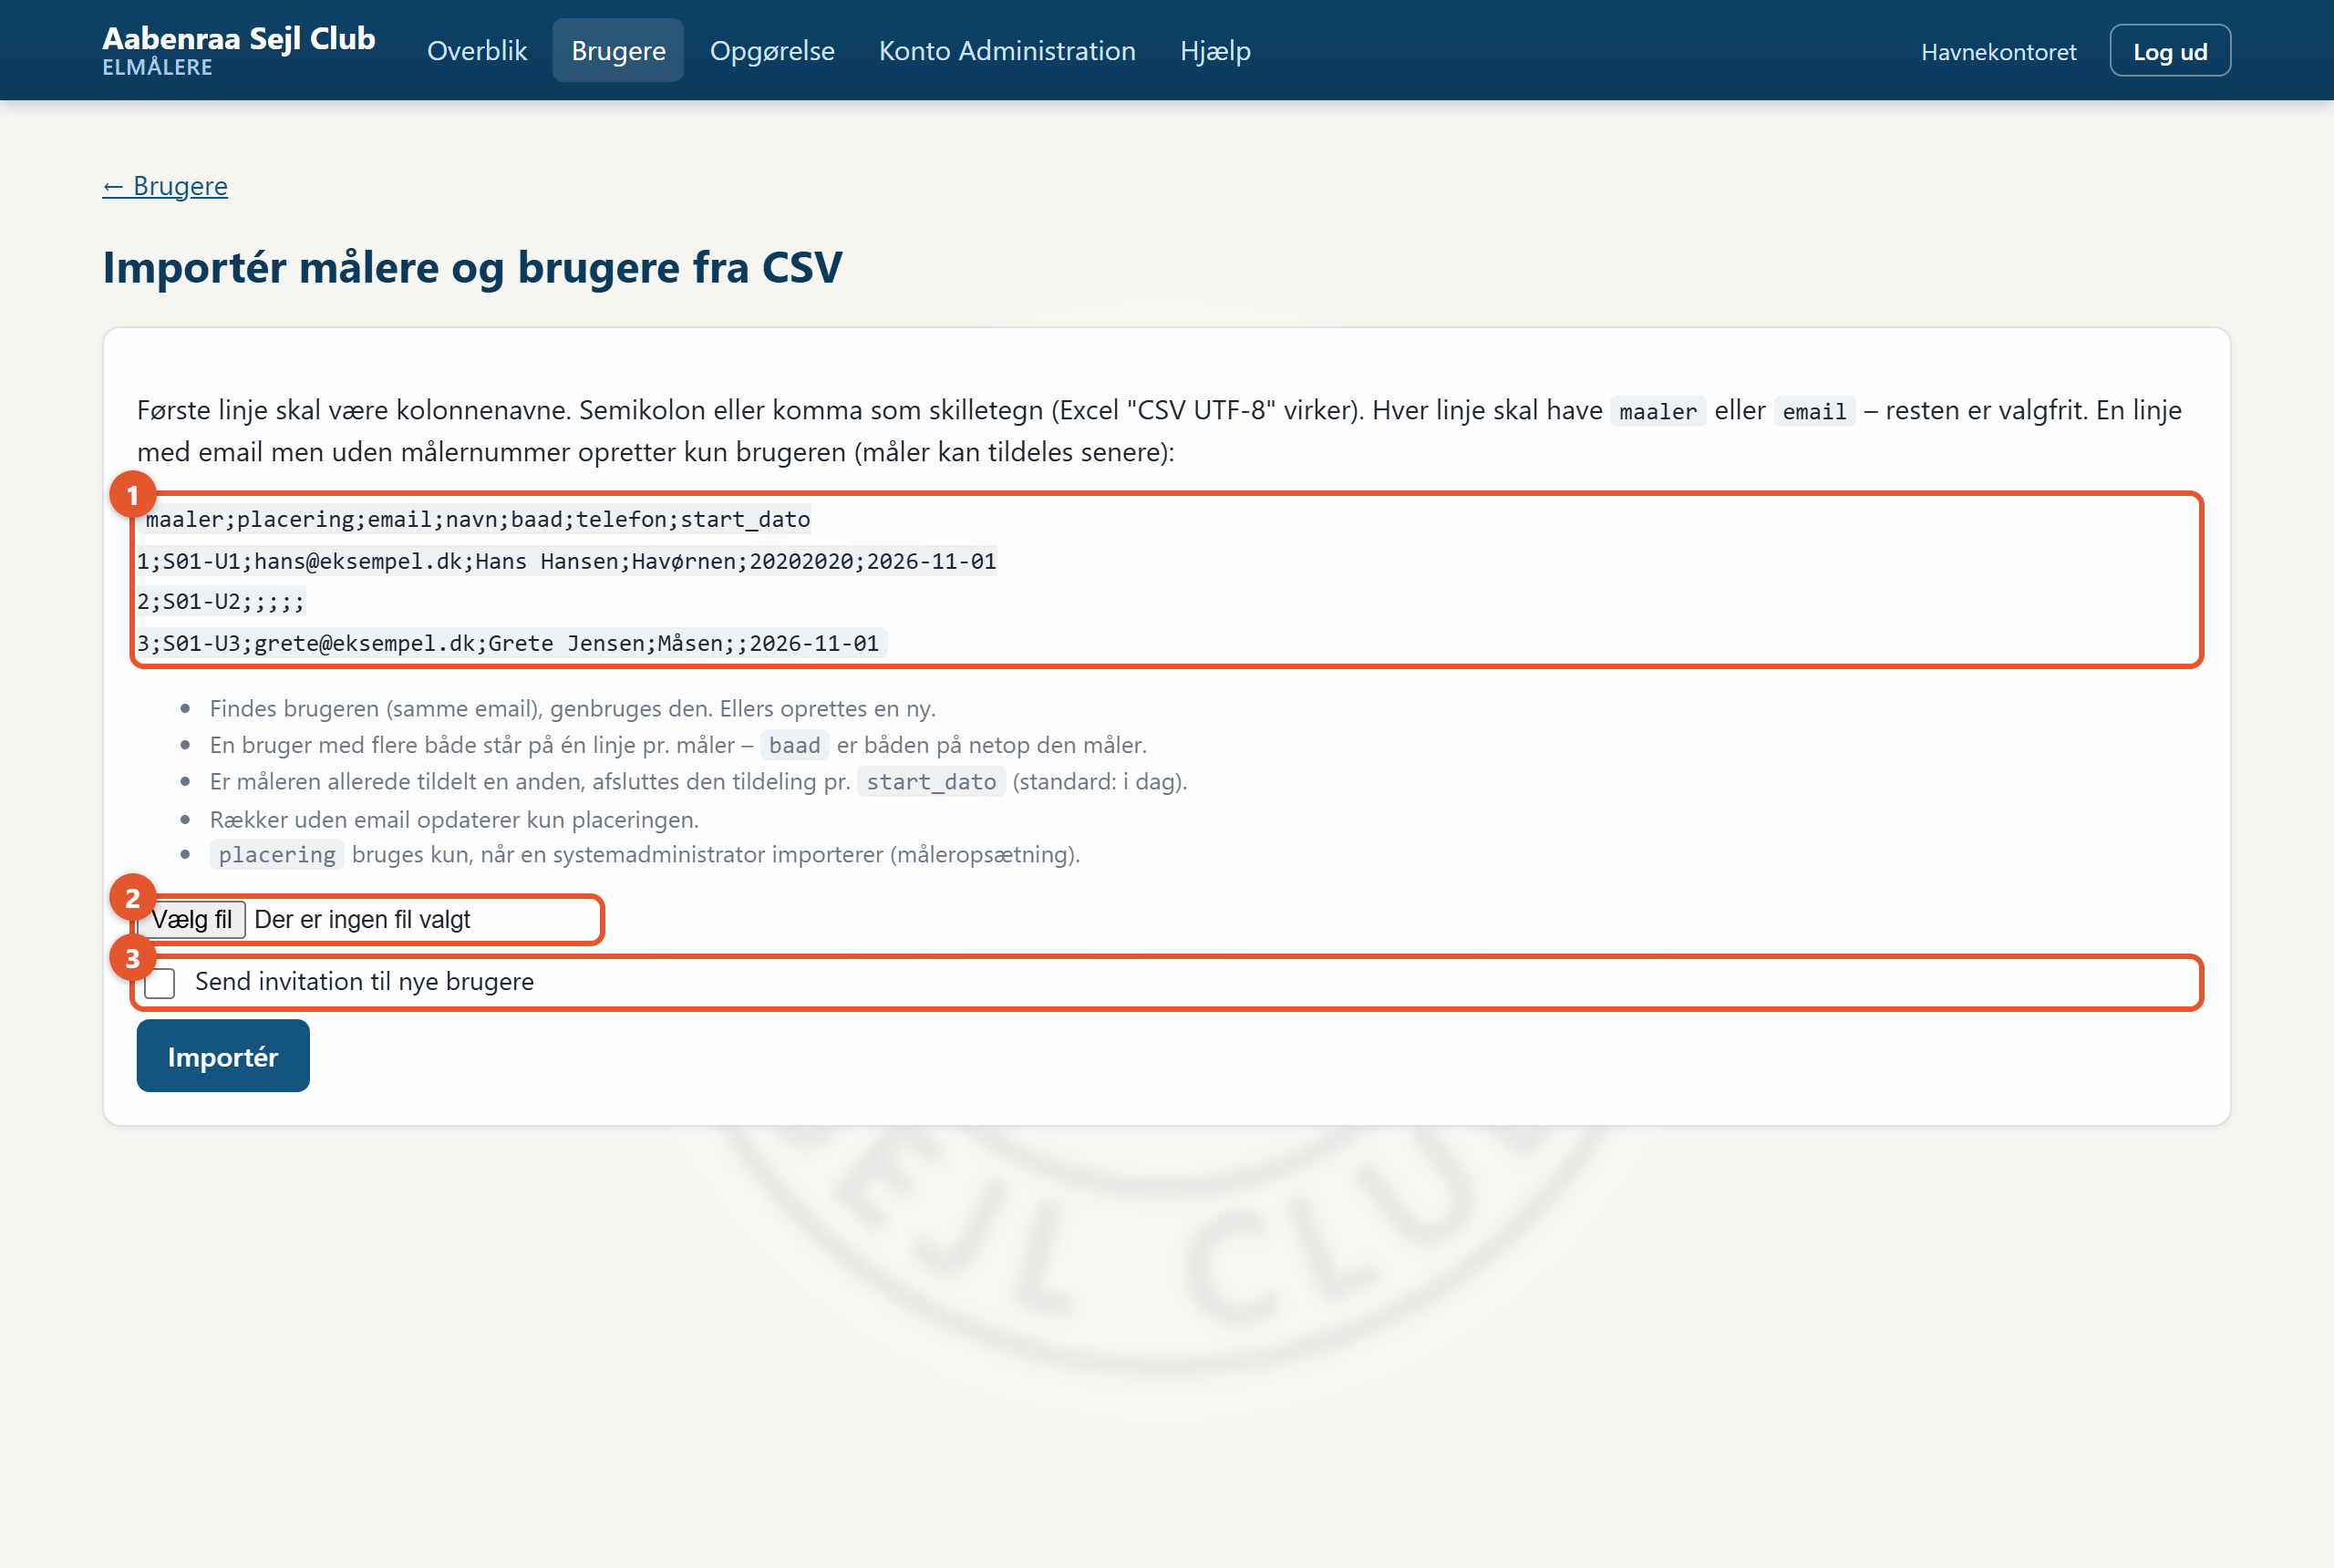 Aabenraa Sejl Club
ELMÅLERE
Overblik
Brugere
Opgørelse
Konto Administration
Hjælp
Havnekontoret
Log ud
← Brugere
Importér målere og brugere fra CSV
Første linje skal være kolonnenavne. Semikolon eller komma som skilletegn (Excel "CSV UTF-8" virker). Hver linje skal have maaler eller email – resten er valgfrit. En linje
med email men uden målernummer opretter kun brugeren (måler kan tildeles senere):
1
maaler;placering;email;navn;baad;telefon;start_dato
1;S01-U1;hans@eksempel.dk;Hans Hansen;Havørnen;20202020;2026-11-01
2;S01-U2;;;;;
3;S01-U3;grete@eksempel.dk;Grete Jensen;Måsen;;2026-11-01
Findes brugeren (samme email), genbruges den. Ellers oprettes en ny.
En bruger med flere både står på én linje pr. måler – baad er båden på netop den måler.
Er måleren allerede tildelt en anden, afsluttes den tildeling pr. start_dato (standard: i dag).
Rækker uden email opdaterer kun placeringen.
placering bruges kun, når en systemadministrator importerer (måleropsætning).
2
Vælg fil Der er ingen fil valgt
3
Send invitation til nye brugere
Importér
SEJL CLUB